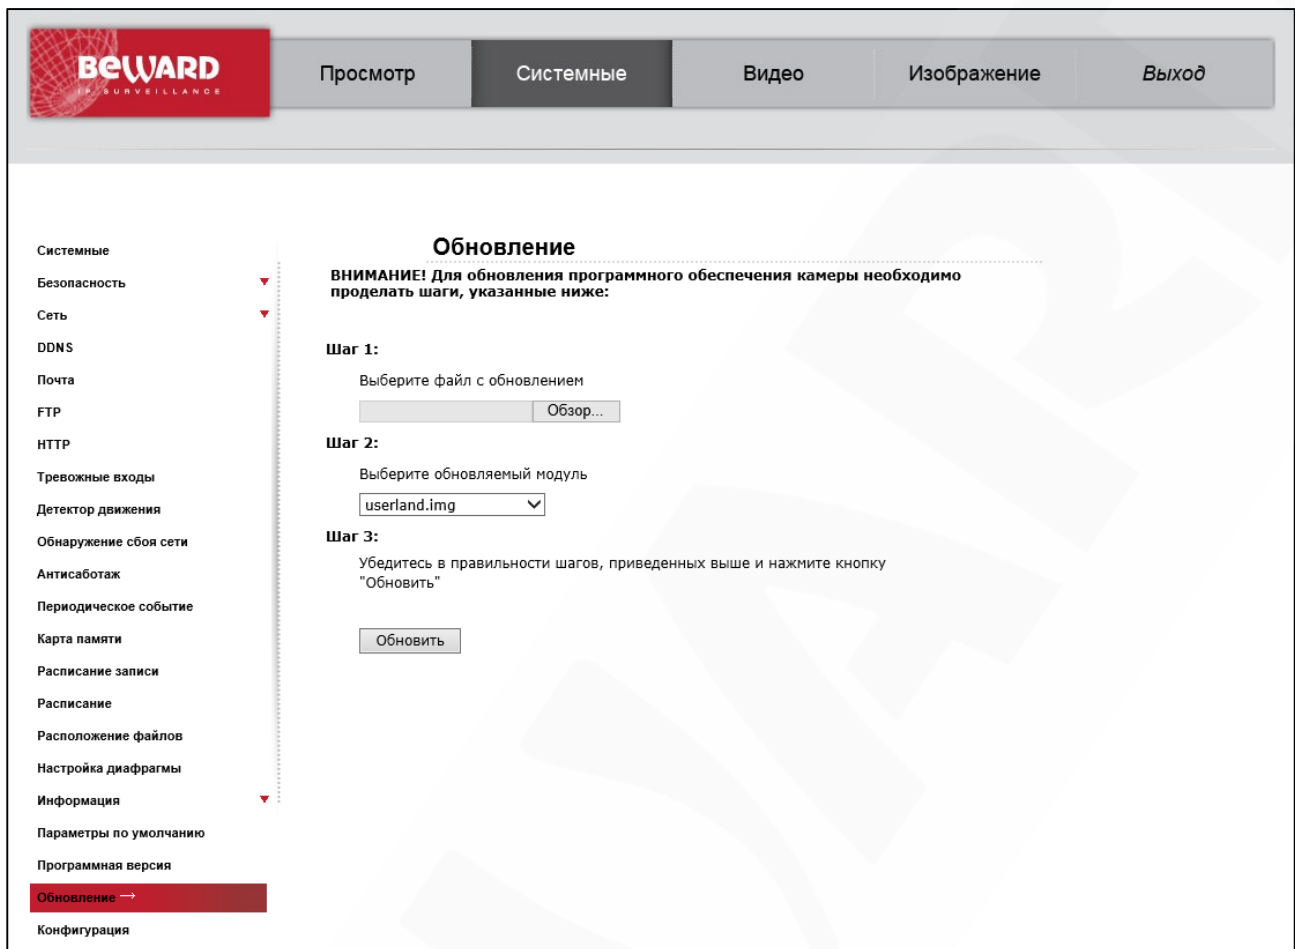 BEWARD
IP SURVEILLANCE
Просмотр
Системные
Видео
Изображение
Выход
Системные
Безопасность
Сеть
DDNS
Почта
FTP
HTTP
Тревожные входы
Детектор движения
Обнаружение сбоя сети
Антисаботаж
Периодическое событие
Карта памяти
Расписание записи
Расписание
Расположение файлов
Настройка диафрагмы
Информация
Параметры по умолчанию
Программная версия
Обновление →
Конфигурация
Обновление
ВНИМАНИЕ! Для обновления программного обеспечения камеры необходимо
проделать шаги, указанные ниже:
Шаг 1:
Выберите файл с обновлением
Обзор...
Шаг 2:
Выберите обновляемый модуль
userland.img
Шаг 3:
Убедитесь в правильности шагов, приведенных выше и нажмите кнопку
"Обновить"
Обновить